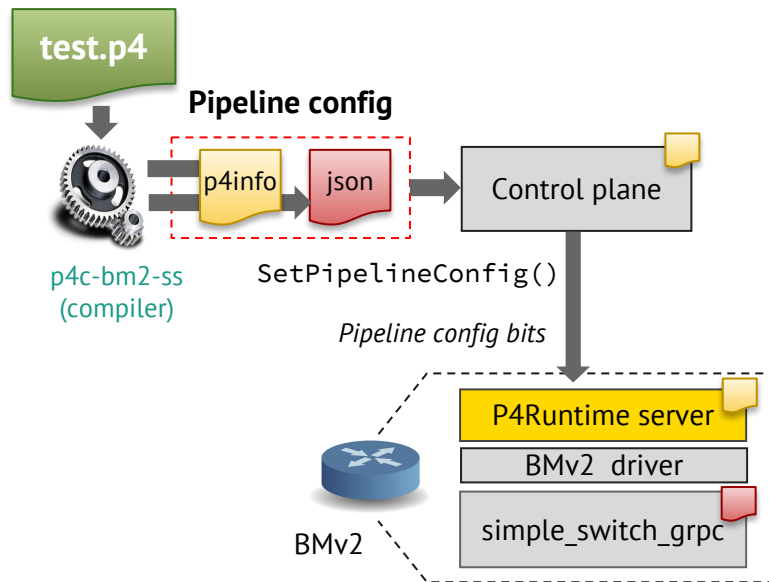 test.p4
Pipeline config
p4info
json
Control plane
p4c-bm2-ss
(compiler)
SetPipelineConfig()
Pipeline config bits
P4Runtime server
BMv2 driver
simple_switch_grpc
BMv2